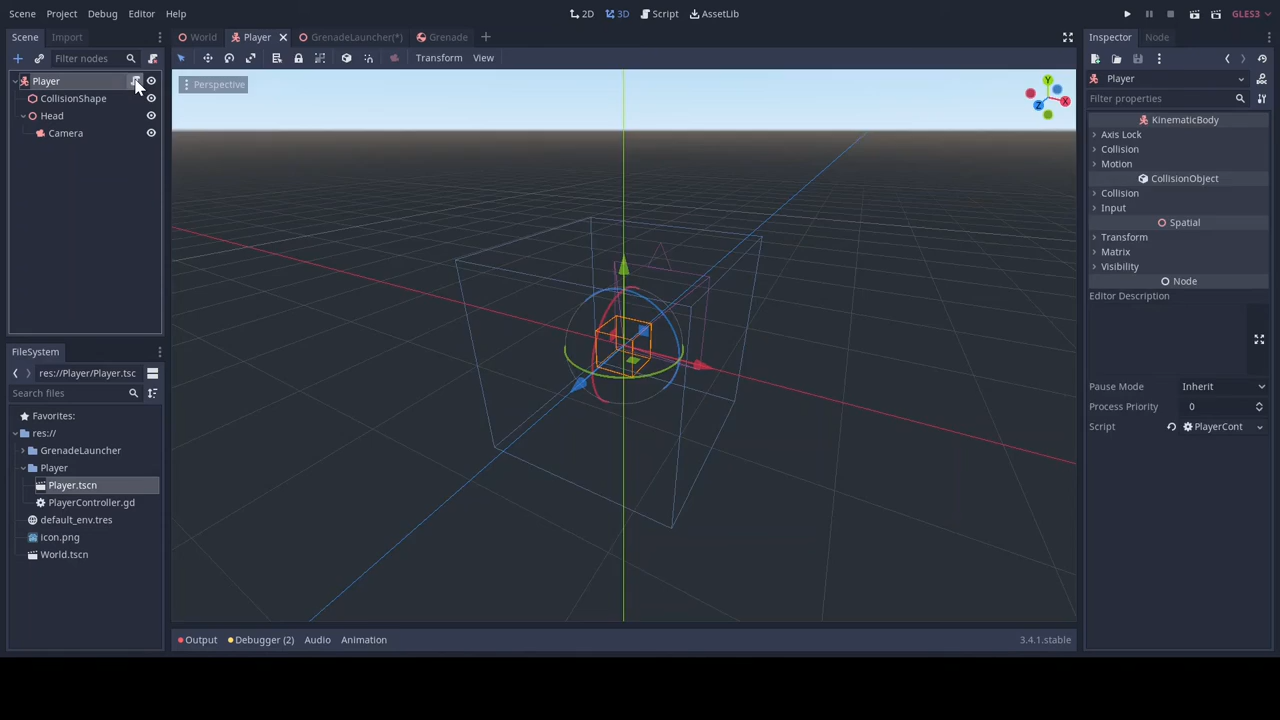 Scene Project Debug Editor Help
2D 3D Script AssetLib
GLES3
Scene Import
World Player GrenadeLauncher(*) Grenade
Inspector Node
Filter nodes
Transform View
Player
CollisionShape
Head
Camera
Perspective
Y
X
Z
Player
Filter properties
KinematicBody
Axis Lock
Collision
Motion
CollisionObject
Collision
Input
Spatial
Transform
Matrix
Visibility
Node
Editor Description
Pause Mode Inherit
Process Priority 0
Script PlayerCont
FileSystem
res://Player/Player.tsc
Search files
Favorites:
res://
GrenadeLauncher
Player
Player.tscn
PlayerController.gd
default_env.tres
icon.png
World.tscn
Output Debugger (2) Audio Animation
3.4.1.stable